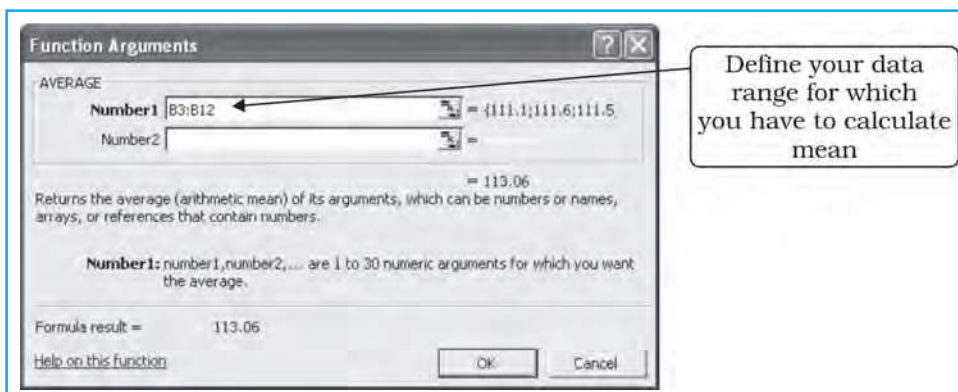 Function Arguments
AVERAGE
Number1 B3:B12 = {111.1;111.6;111.5
Number2 =
= 113.06
Returns the average (arithmetic mean) of its arguments, which can be numbers or names,
arrays, or references that contain numbers.
Number1: number1,number2,... are 1 to 30 numeric arguments for which you want
the average.
Formula result = 113.06
Help on this function
OK
Cancel
Define your data
range for which
you have to calculate
mean